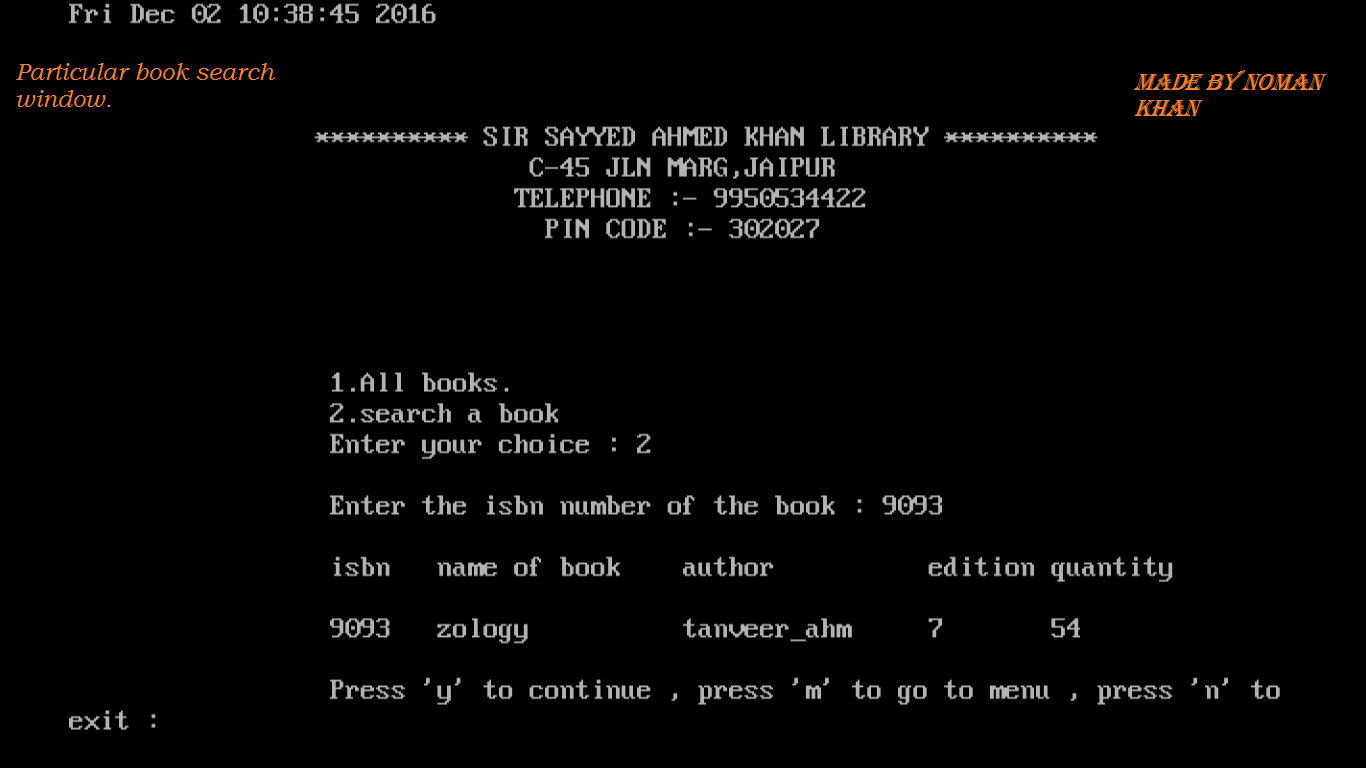 Fri Dec 02 10:38:45 2016
Particular book search
window.
MADE BY NOMAN
KHAN
********** SIR SAYYED AHMED KHAN LIBRARY **********
C-45 JLN MARG,JAIPUR
TELEPHONE :- 9950534422
PIN CODE :- 302027
1.All books.
2.search a book
Enter your choice : 2
Enter the isbn number of the book : 9093
isbn name of book author edition quantity
9093 zology tanveer_ahm 7 54
Press 'y' to continue , press 'm' to go to menu , press 'n' to
exit :